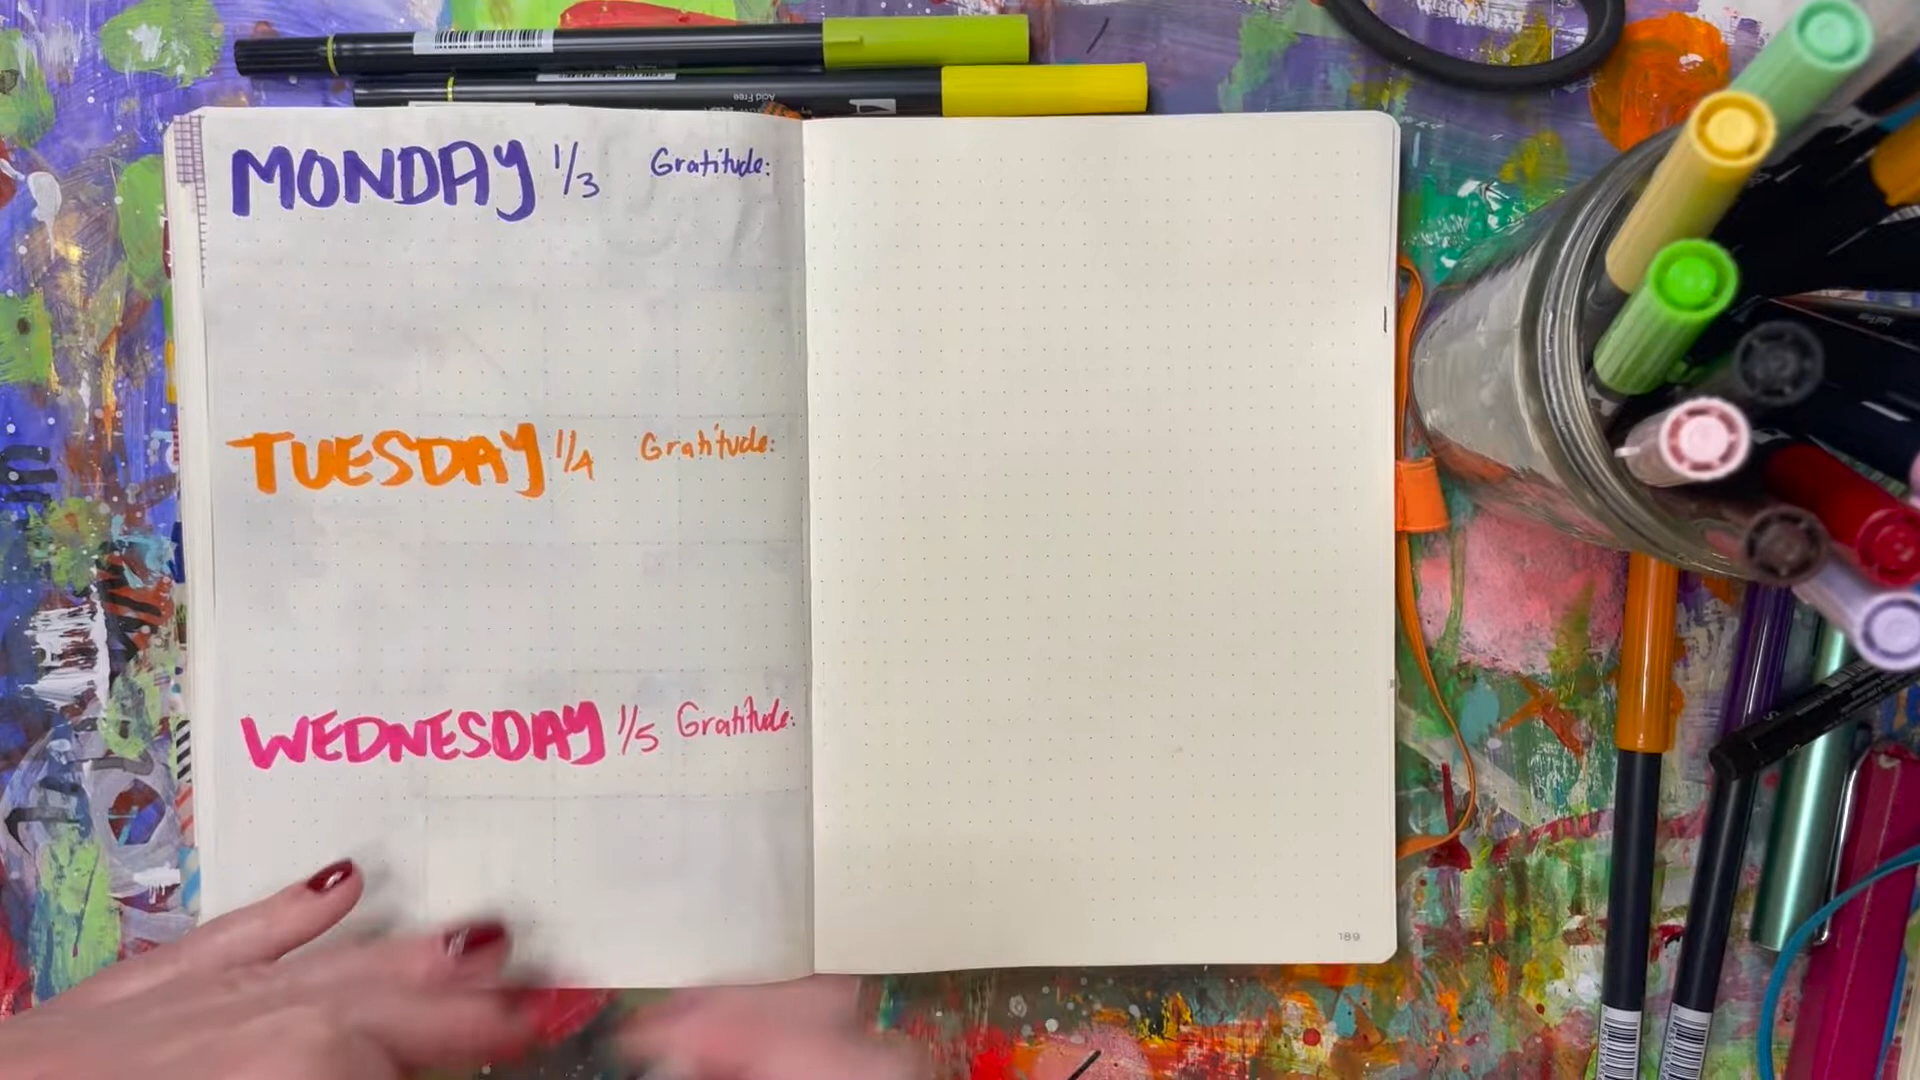 Acid Free
MONDAY 1/3 Gratitude:
TUESDAY 1/4 Gratitude:
WEDNESDAY 1/5 Gratitude:
189